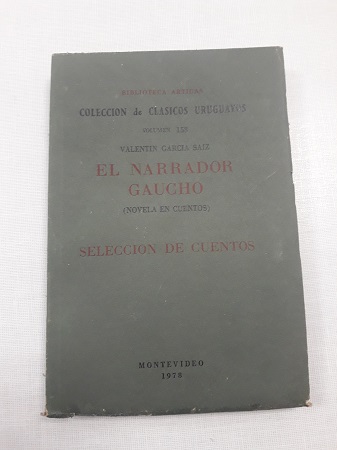 BIBLIOTECA ARTIGAS
COLECCION de CLASICOS URUGUAYOS
VOLUMEN
VALENTIN GARCIA SAIZ
EL NARRADOR
GAUCHO
(NOVELA EN CUENTOS)
SELECCION DE CUENTOS
MONTEVIDEO
1978